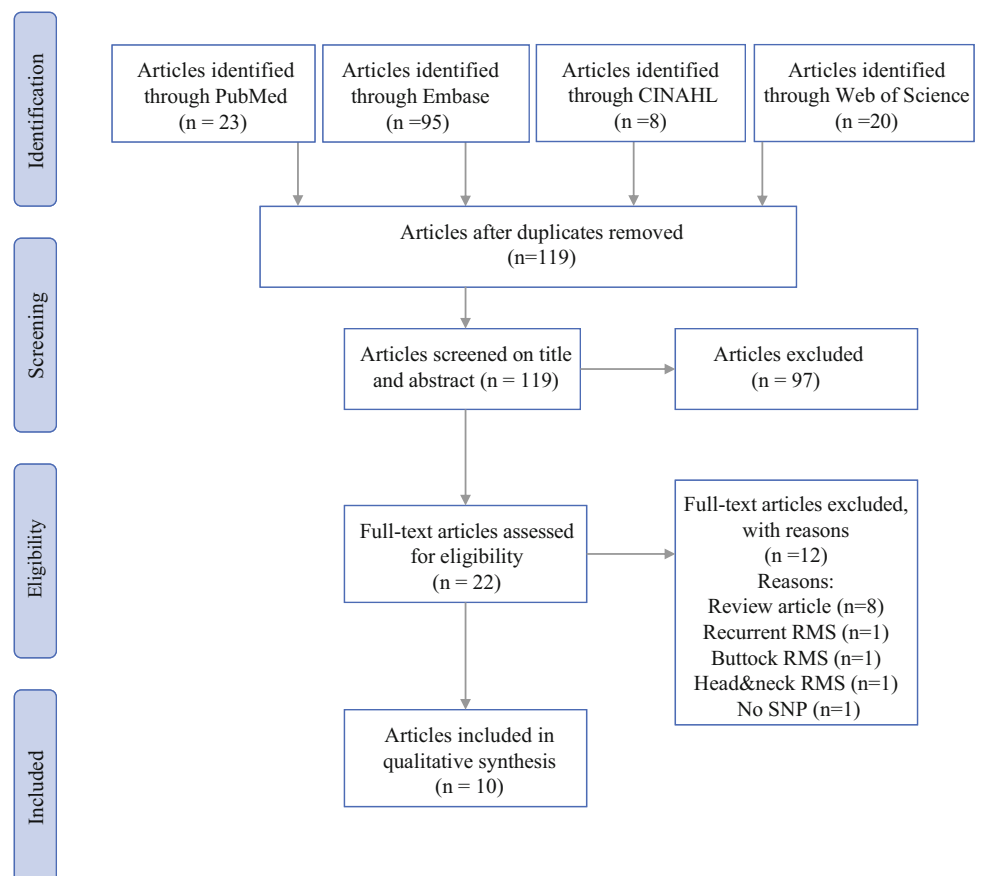 Identification
Articles identified
through PubMed
(n = 23)
Articles identified
through Embase
(n =95)
Articles identified
through CINAHL
(n =8)
Articles identified
through Web of Science
(n =20)
Articles after duplicates removed
(n=119)
Screening
Articles screened on title
and abstract (n = 119)
Articles excluded
(n = 97)
Eligibility
Full-text articles assessed
for eligibility
(n = 22)
Full-text articles excluded,
with reasons
(n =12)
Reasons:
Review article (n=8)
Recurrent RMS (n=1)
Buttock RMS (n=1)
Head&neck RMS (n=1)
No SNP (n=1)
Included
Articles included in
qualitative synthesis
(n = 10)